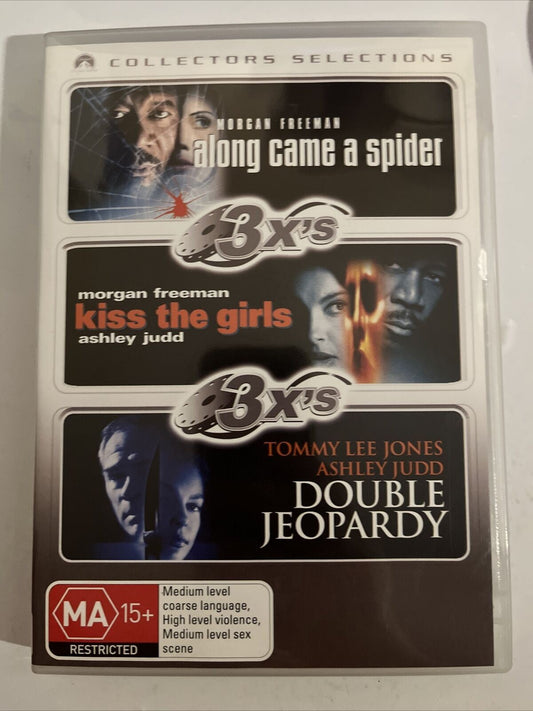 COLLECTORS SELECTIONS
MORGAN FREEMAN
along came a spider
3X'S
morgan freeman
kiss the girls
ashley judd
3X'S
TOMMY LEE JONES
ASHLEY JUDD
DOUBLE
JEOPARDY
MA 15+
RESTRICTED
Medium level
coarse language,
High level violence,
Medium level sex
scene